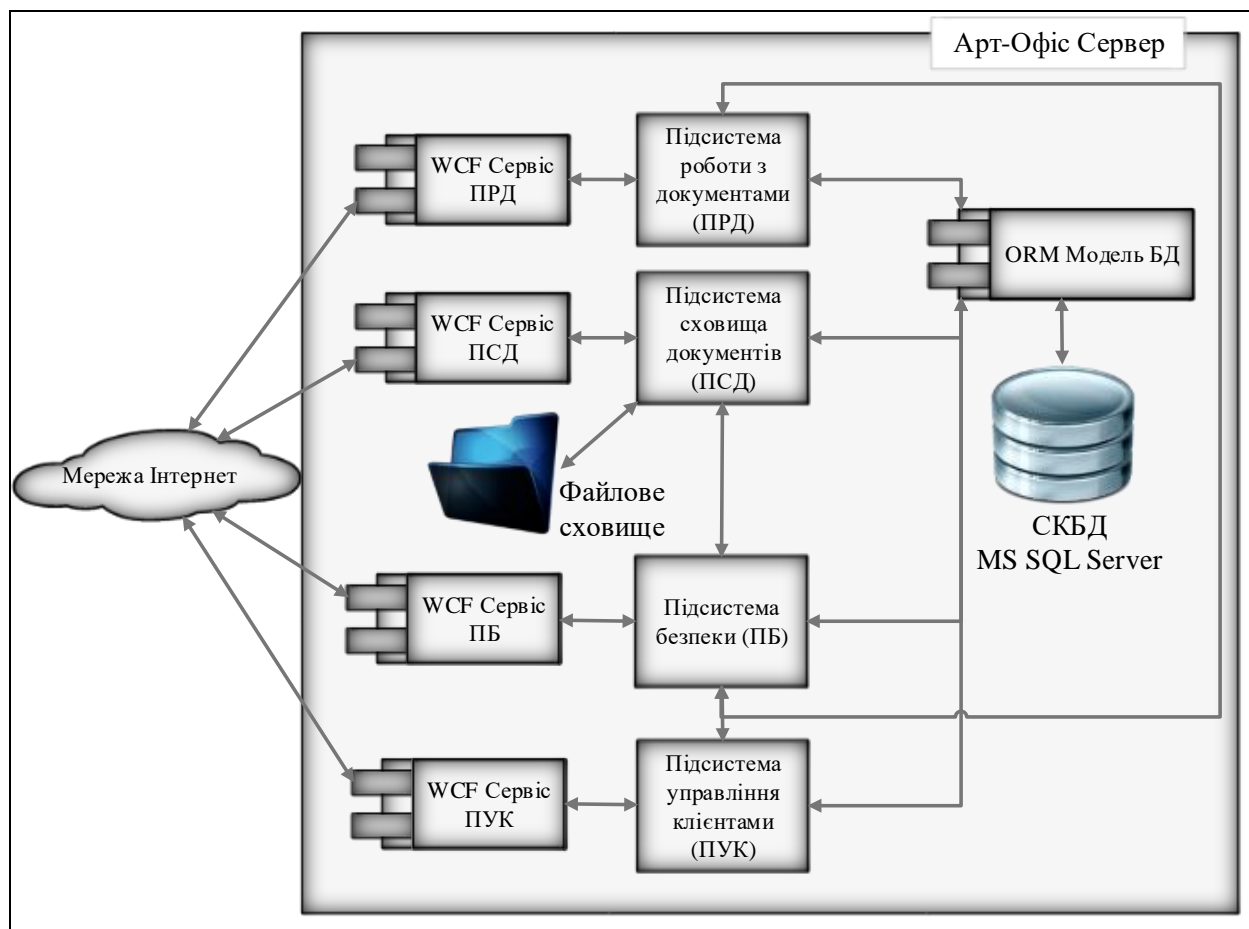 Арт-Офіс Сервер
WCF Сервіс
ПРД
Підсистема
роботи з
документами
(ПРД)
ORM Модель БД
WCF Сервіс
ПСД
Підсистема
сховища
документів
(ПСД)
Мережа Інтернет
Файлове
сховище
СКБД
MS SQL Server
WCF Сервіс
ПБ
Підсистема
безпеки (ПБ)
WCF Сервіс
ПУК
Підсистема
управління
клієнтами
(ПУК)